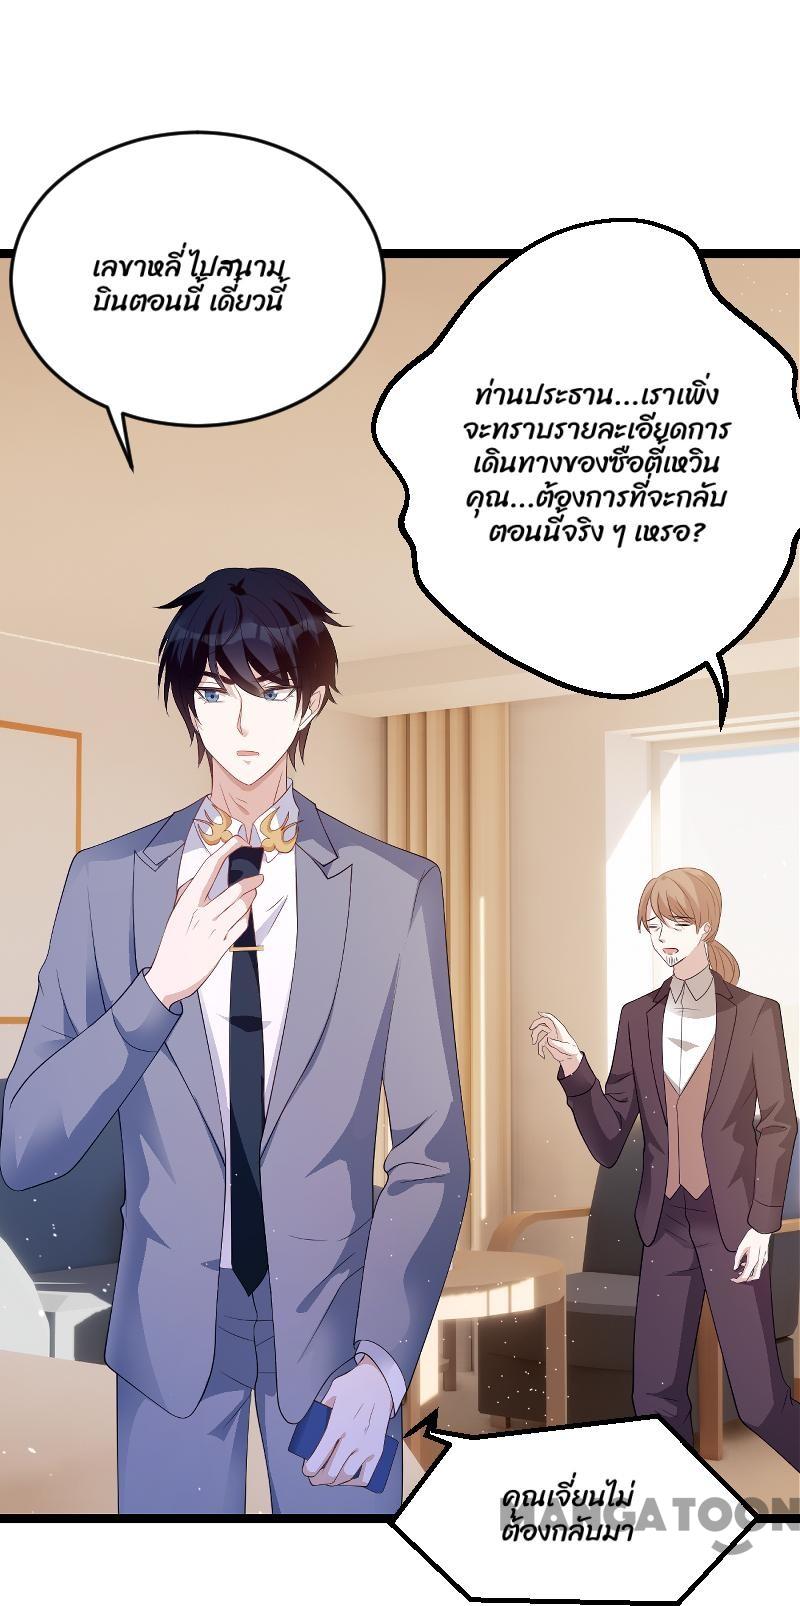 เลขาหลี่ ไปสนาม
บินตอนนี้ เดี๋ยวนี้
ท่านประธาน...เราเพิ่ง
จะทราบรายละเอียดการ
เดินทางของซือตี้เหวิน
คุณ...ต้องการที่จะกลับ
ตอนนี้จริง ๆ เหรอ?
คุณเจี่ยนไม่
ต้องกลับมา
MANGATOON